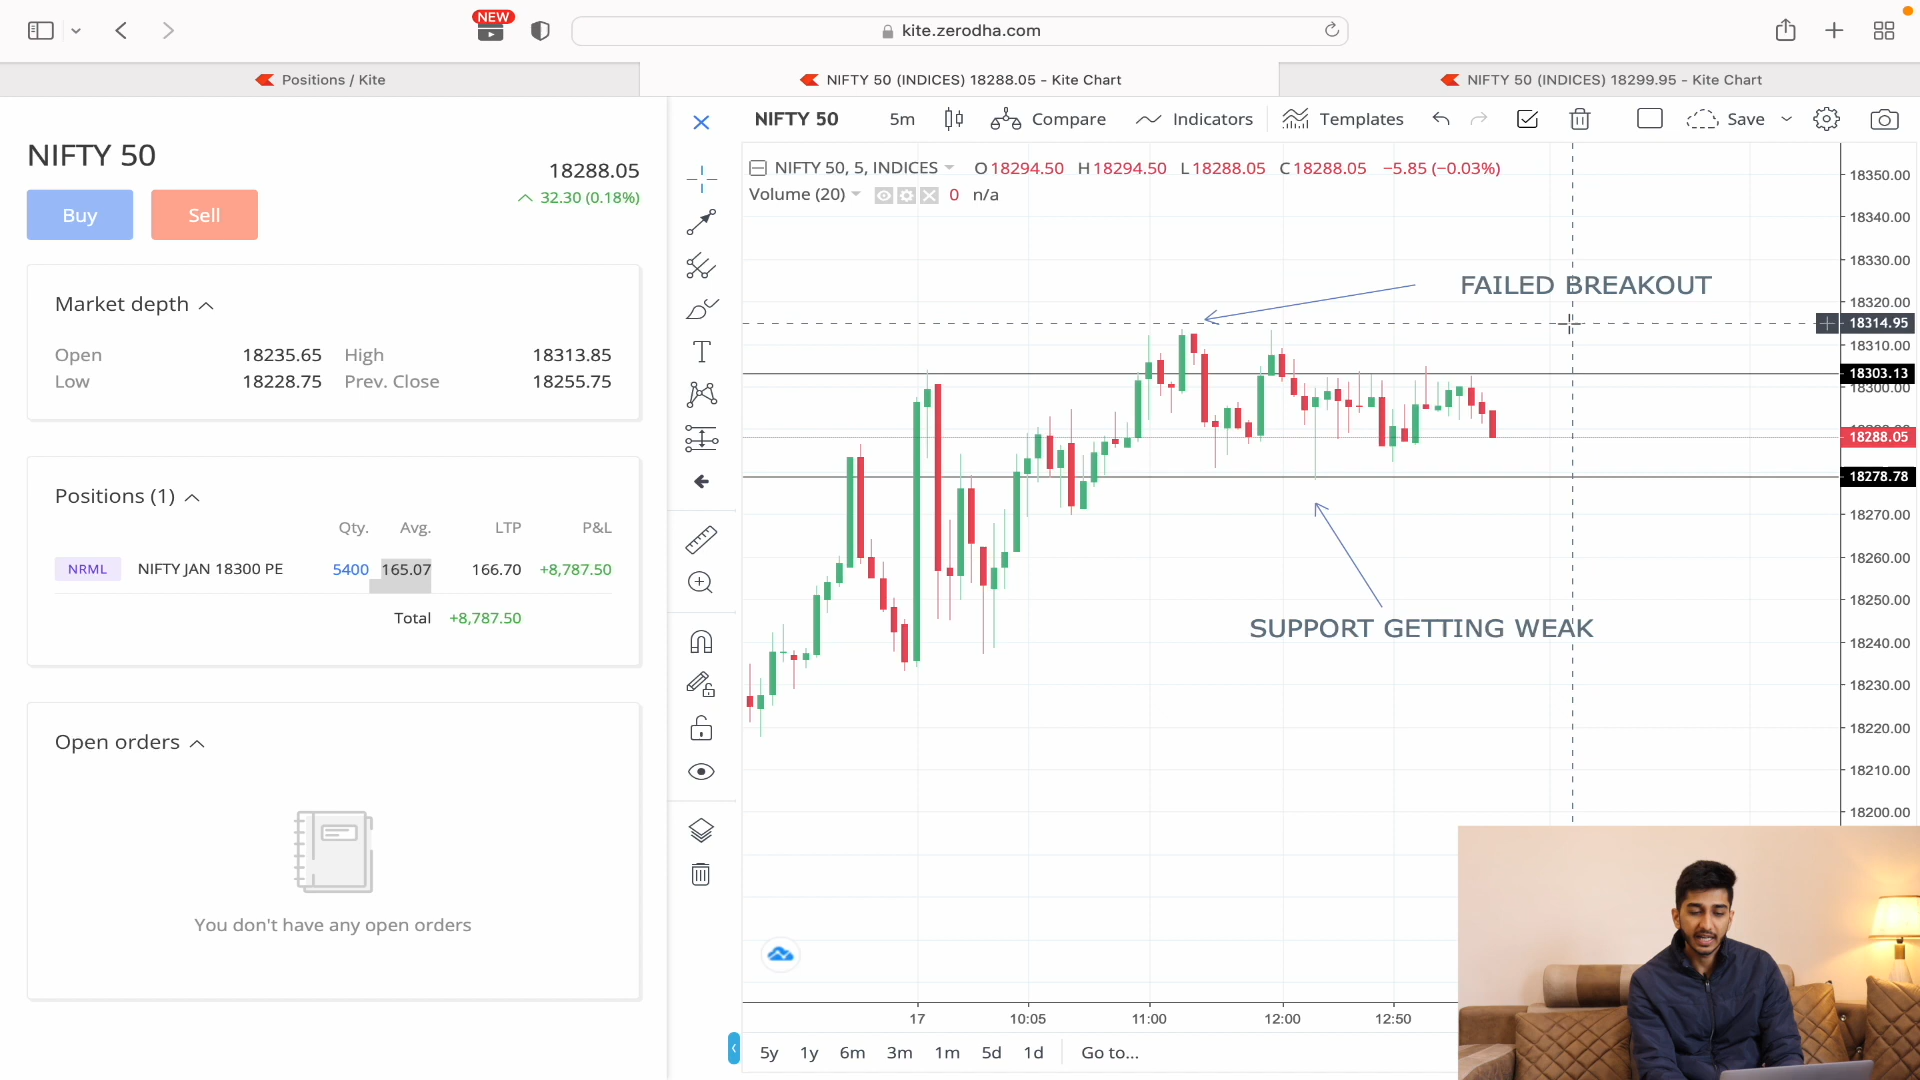 NEW
kite.zerodha.com
Positions / Kite
NIFTY 50 (INDICES) 18288.05 - Kite Chart
NIFTY 50 (INDICES) 18299.95 - Kite Chart
NIFTY 50
18288.05
32.30 (0.18%)
Buy
Sell
Market depth
Open 18235.65 High 18313.85
Low 18228.75 Prev. Close 18255.75
Positions (1)
Qty. Avg. LTP P&L
NRML NIFTY JAN 18300 PE 5400 165.07 166.70 +8,787.50
Total +8,787.50
Open orders
You don't have any open orders
NIFTY 50 5m Compare Indicators Templates Save
NIFTY 50, 5, INDICES O18294.50 H18294.50 L18288.05 C18288.05 −5.85 (−0.03%)
Volume (20) 0 n/a
FAILED BREAKOUT
SUPPORT GETTING WEAK
18350.00
18340.00
18330.00
18320.00
18314.95
18310.00
18303.13
18300.00
18288.05
18278.78
18270.00
18260.00
18250.00
18240.00
18230.00
18220.00
18210.00
18200.00
17 10:05 11:00 12:00 12:50
5y 1y 6m 3m 1m 5d 1d Go to...